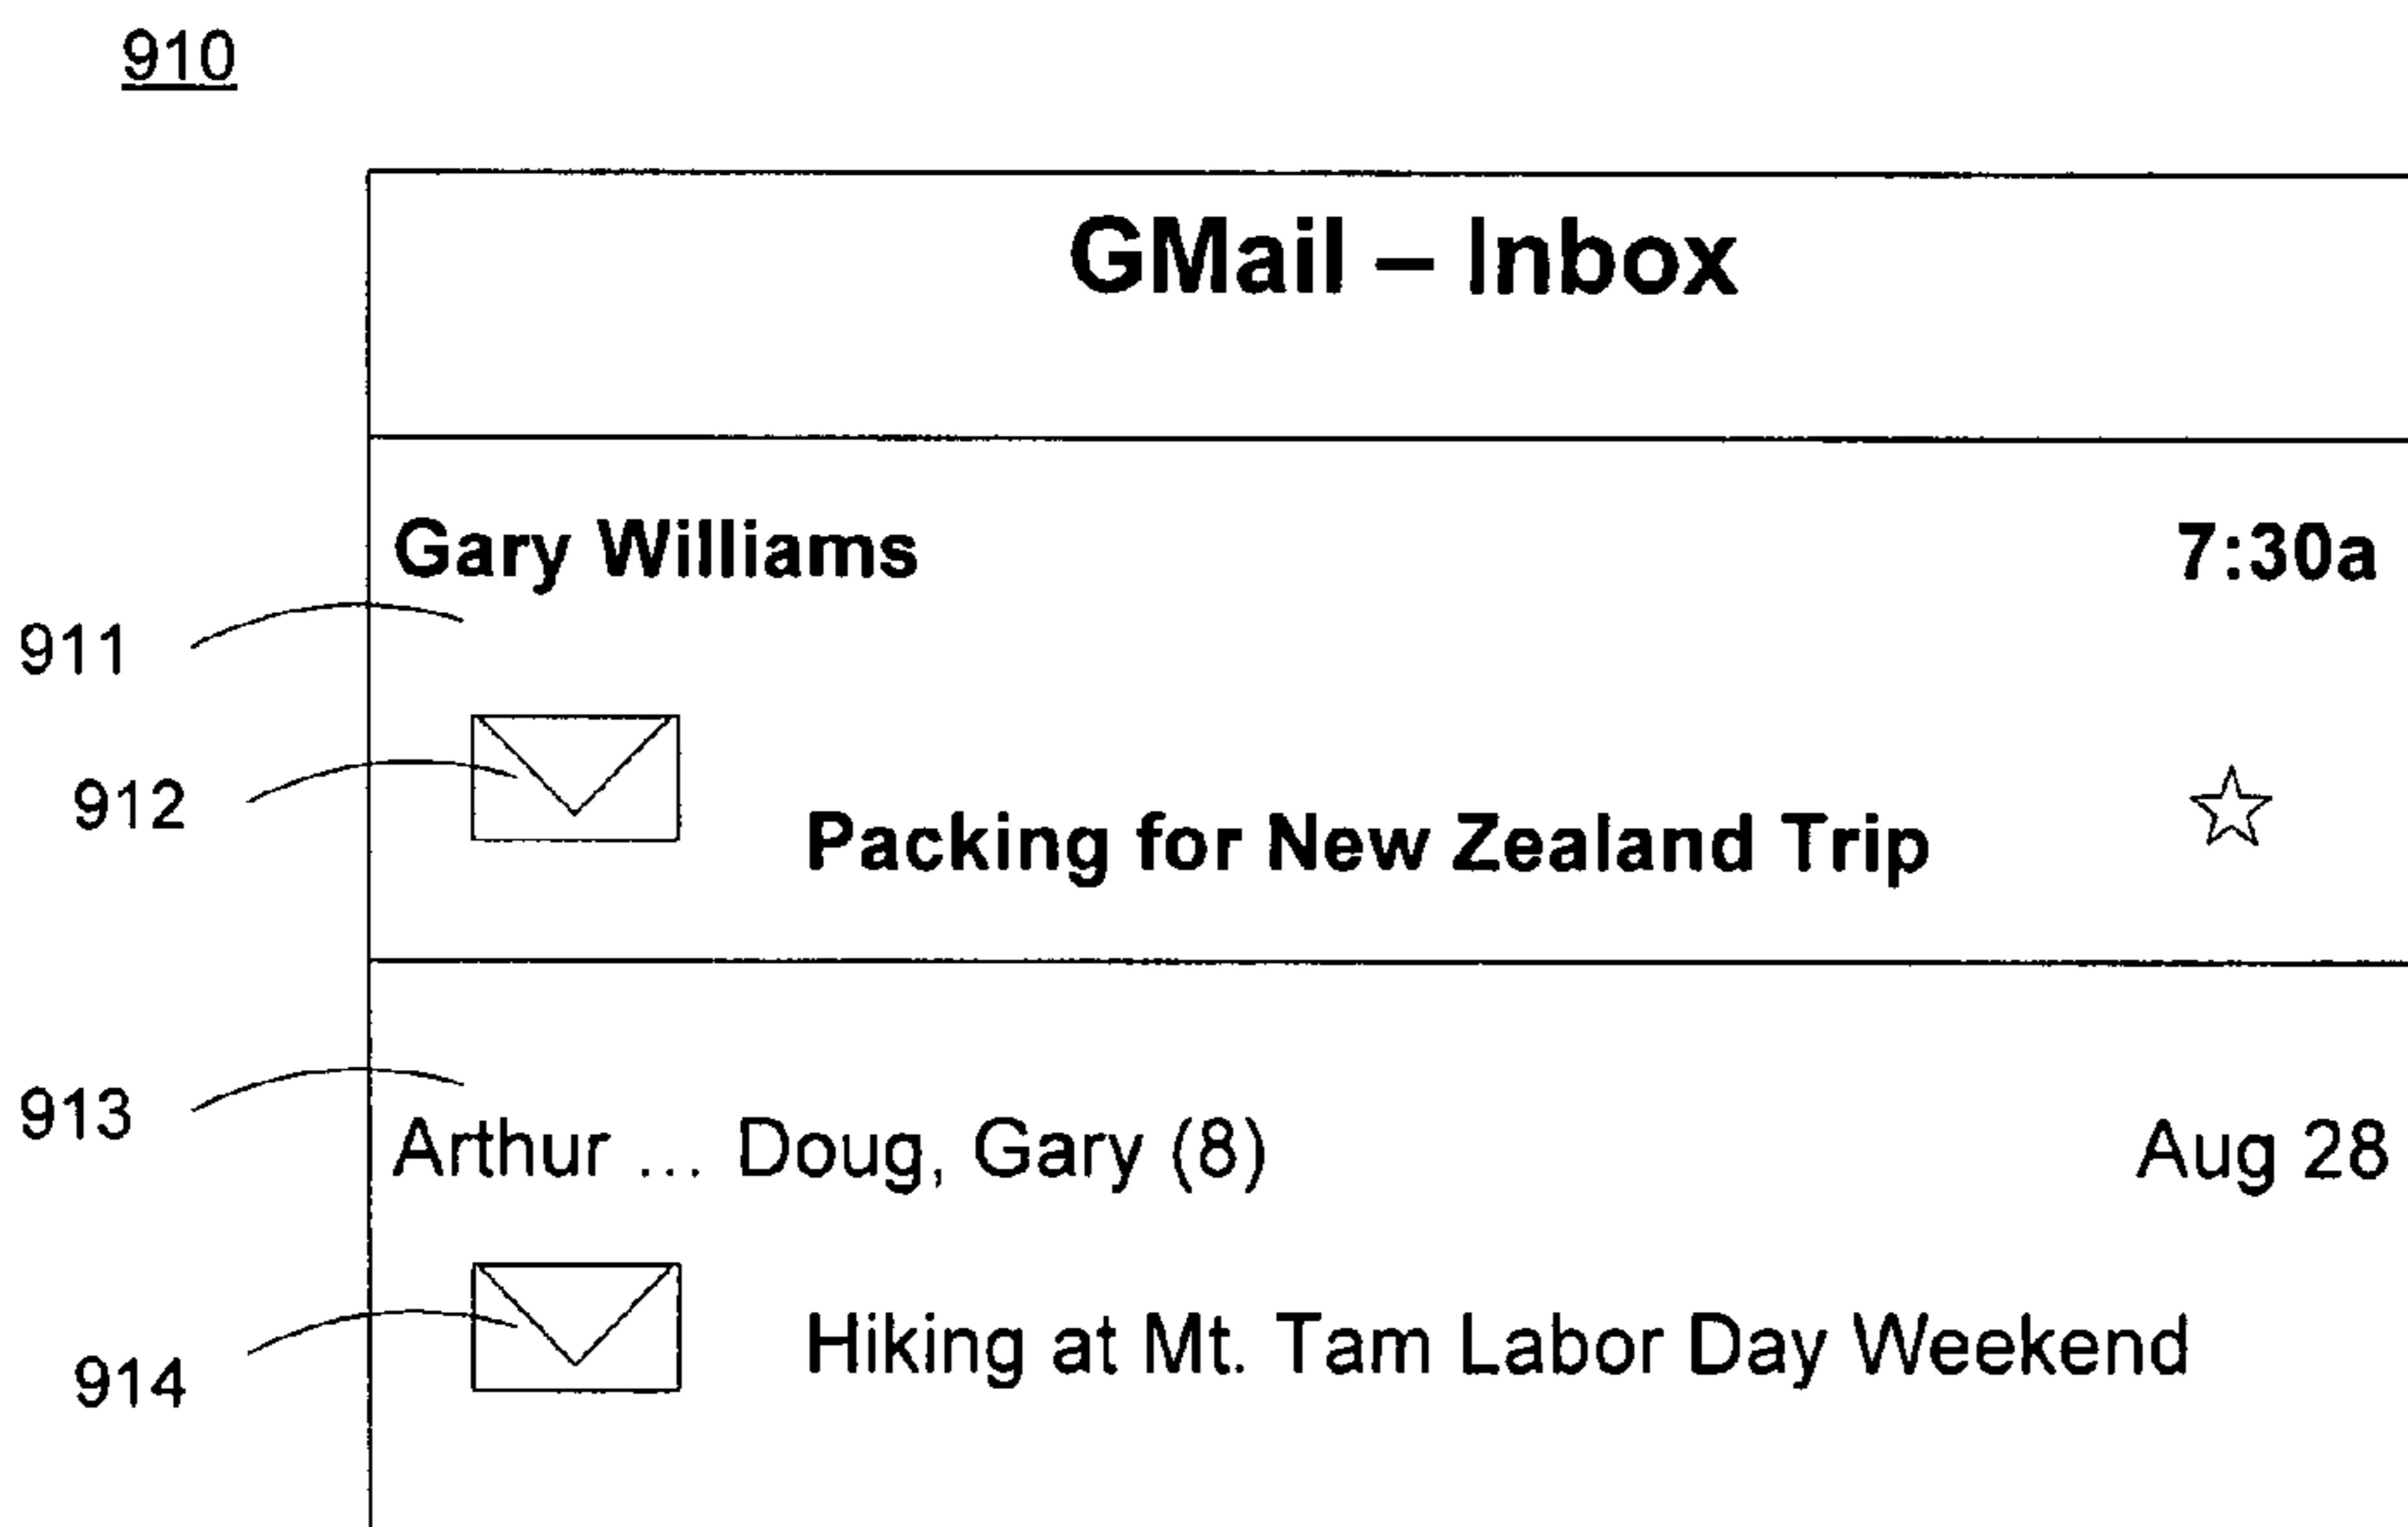 910
GMail – Inbox
Gary Williams 7:30a
911
912
Packing for New Zealand Trip
913
Arthur ... Doug, Gary (8) Aug 28
Hiking at Mt. Tam Labor Day Weekend
914